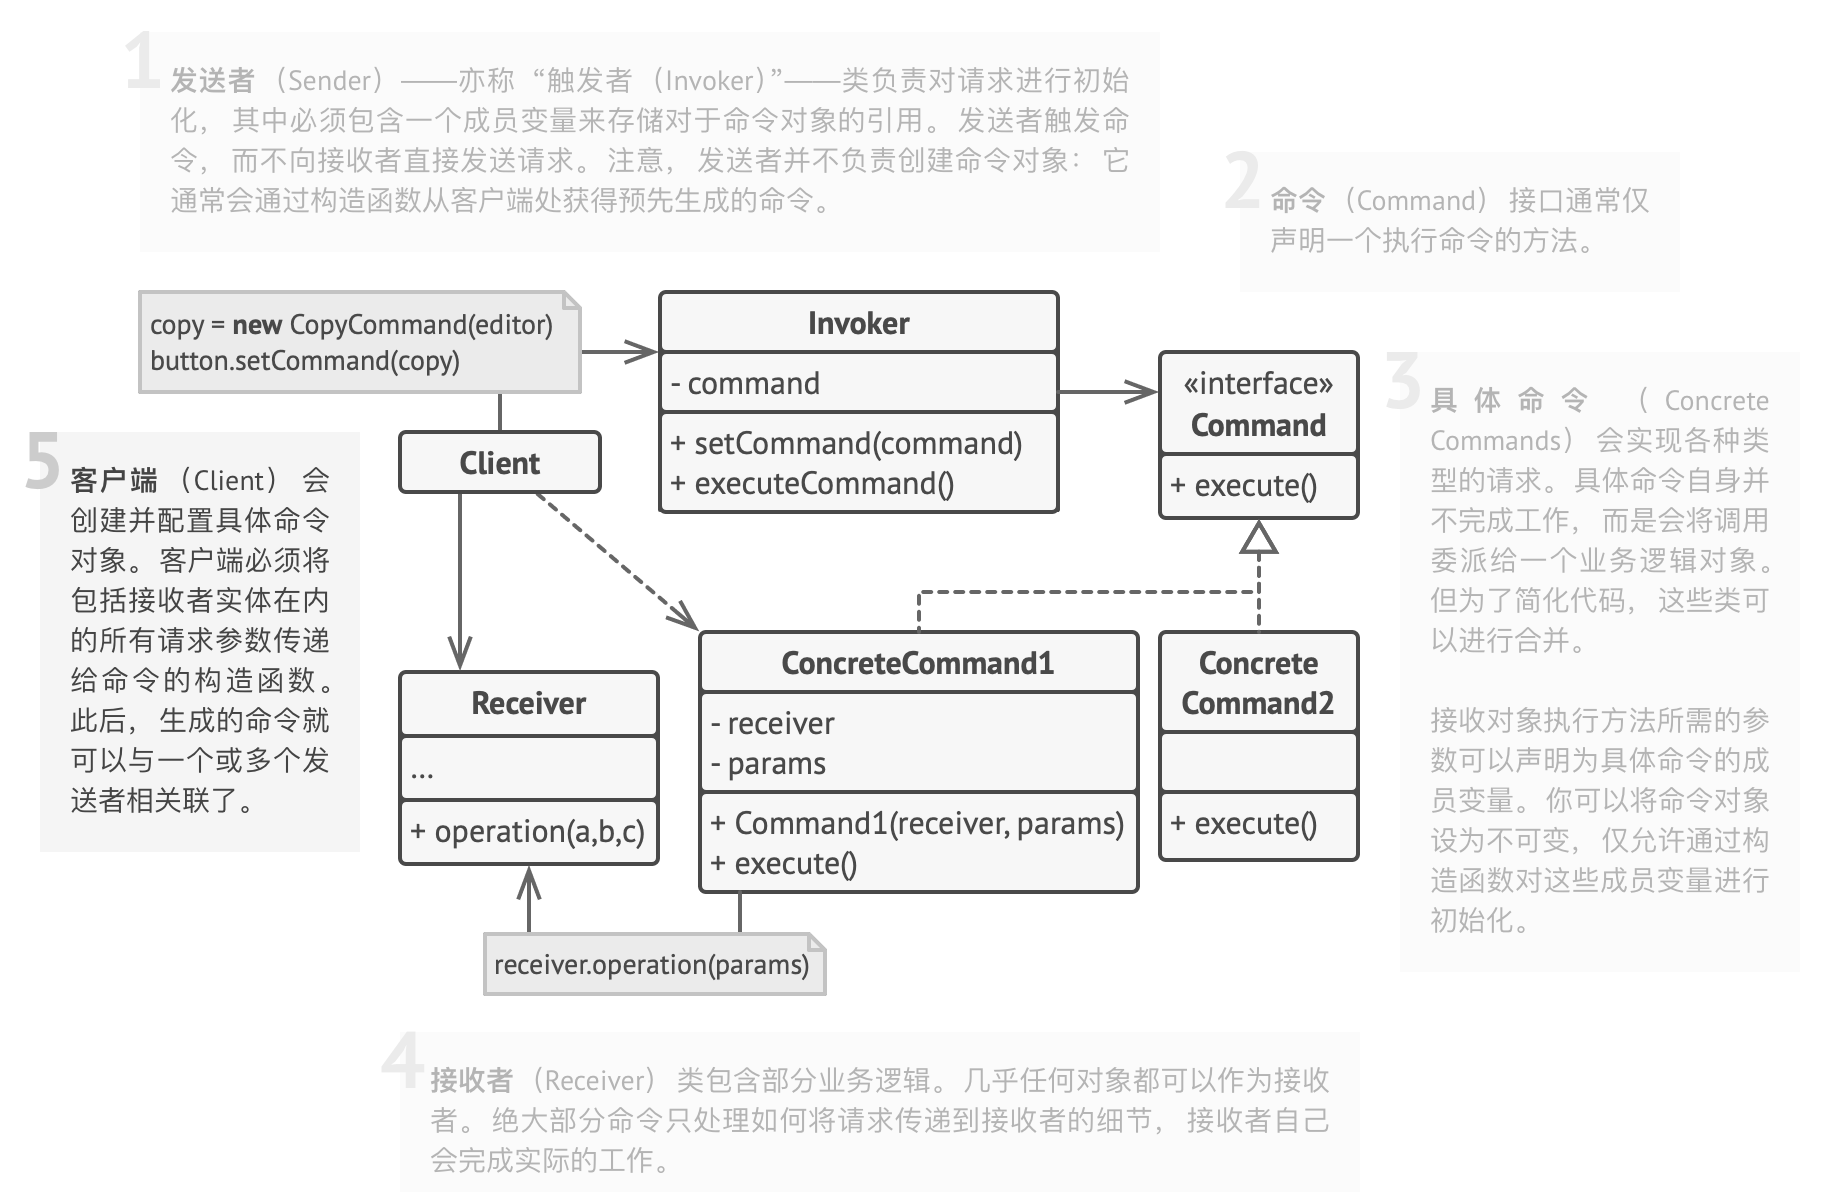 1
发送者（Sender）——亦称“触发者（Invoker）”——类负责对请求进行初始
化，其中必须包含一个成员变量来存储对于命令对象的引用。发送者触发命
令，而不向接收者直接发送请求。注意，发送者并不负责创建命令对象：它
通常会通过构造函数从客户端处获得预先生成的命令。
2
命令（Command）接口通常仅
声明一个执行命令的方法。
copy = new CopyCommand(editor)
button.setCommand(copy)
Invoker
- command
+ setCommand(command)
+ executeCommand()
«interface»
Command
+ execute()
3
具体命令（Concrete
Commands）会实现各种类
型的请求。具体命令自身并
不完成工作，而是会将调用
委派给一个业务逻辑对象。
但为了简化代码，这些类可
以进行合并。
接收对象执行方法所需的参
数可以声明为具体命令的成
员变量。你可以将命令对象
设为不可变，仅允许通过构
造函数对这些成员变量进行
初始化。
5
客户端（Client）会
创建并配置具体命令
对象。客户端必须将
包括接收者实体在内
的所有请求参数传递
给命令的构造函数。
此后，生成的命令就
可以与一个或多个发
送者相关联了。
Client
Receiver
...
+ operation(a,b,c)
ConcreteCommand1
- receiver
- params
+ Command1(receiver, params)
+ execute()
Concrete
Command2
+ execute()
receiver.operation(params)
4
接收者（Receiver）类包含部分业务逻辑。几乎任何对象都可以作为接收
者。绝大部分命令只处理如何将请求传递到接收者的细节，接收者自己
会完成实际的工作。